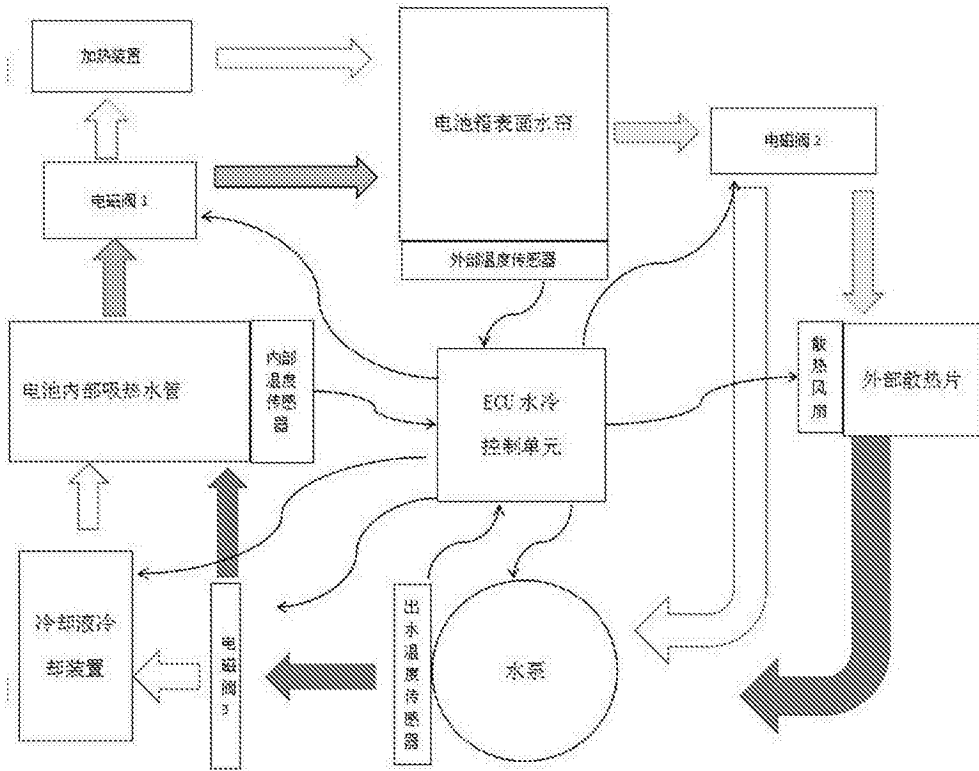 加热装置
电池箱表面水帘
电磁阀 2
电磁阀 1
外部温度传感器
电池内部吸热水管
内部
温度
传感
器
ECU 水冷
控制单元
散
热
风
扇
外部散热片
冷却液冷
却装置
电
磁
阀
3
出
水
温
度
传
感
器
水泵